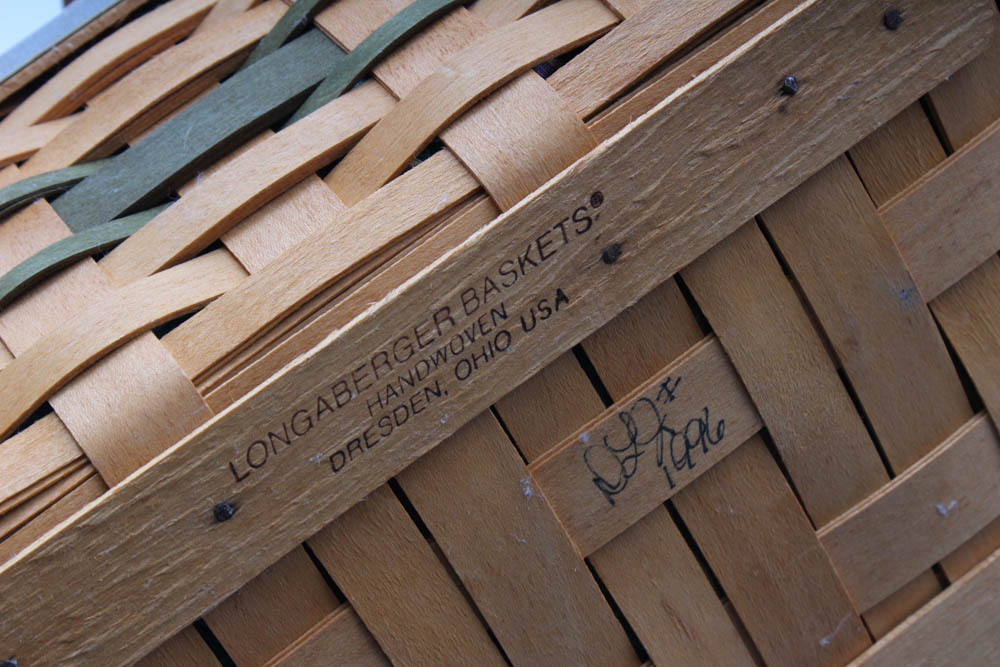 LONGABERGER BASKETS®
HANDWOVEN
DRESDEN, OHIO USA
1996